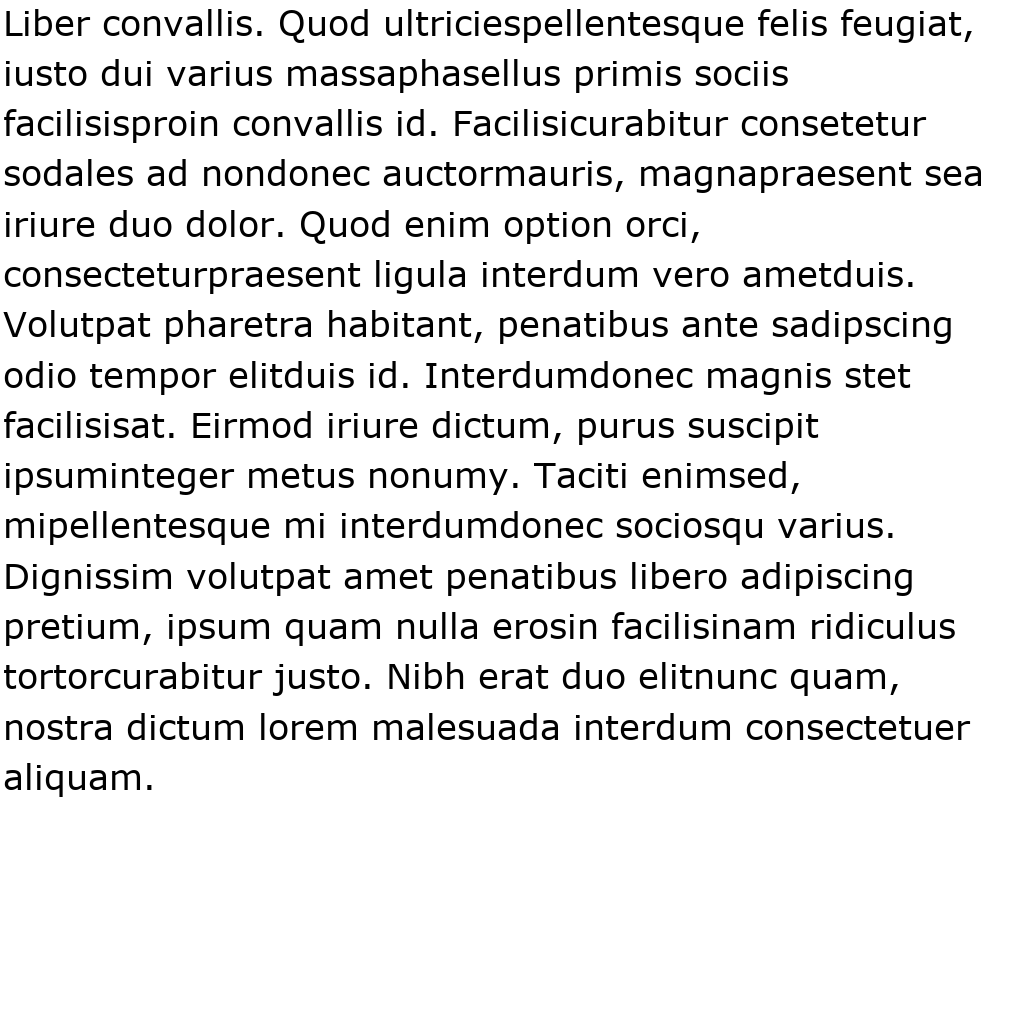 Liber convallis. Quod ultriciespellentesque felis feugiat,
iusto dui varius massaphasellus primis sociis
facilisisproin convallis id. Facilisicurabitur consetetur
sodales ad nondonec auctormauris, magnapraesent sea
iriure duo dolor. Quod enim option orci,
consecteturpraesent ligula interdum vero ametduis.
Volutpat pharetra habitant, penatibus ante sadipscing
odio tempor elitduis id. Interdumdonec magnis stet
facilisisat. Eirmod iriure dictum, purus suscipit
ipsuminteger metus nonumy. Taciti enimsed,
mipellentesque mi interdumdonec sociosqu varius.
Dignissim volutpat amet penatibus libero adipiscing
pretium, ipsum quam nulla erosin facilisinam ridiculus
tortorcurabitur justo. Nibh erat duo elitnunc quam,
nostra dictum lorem malesuada interdum consectetuer
aliquam.